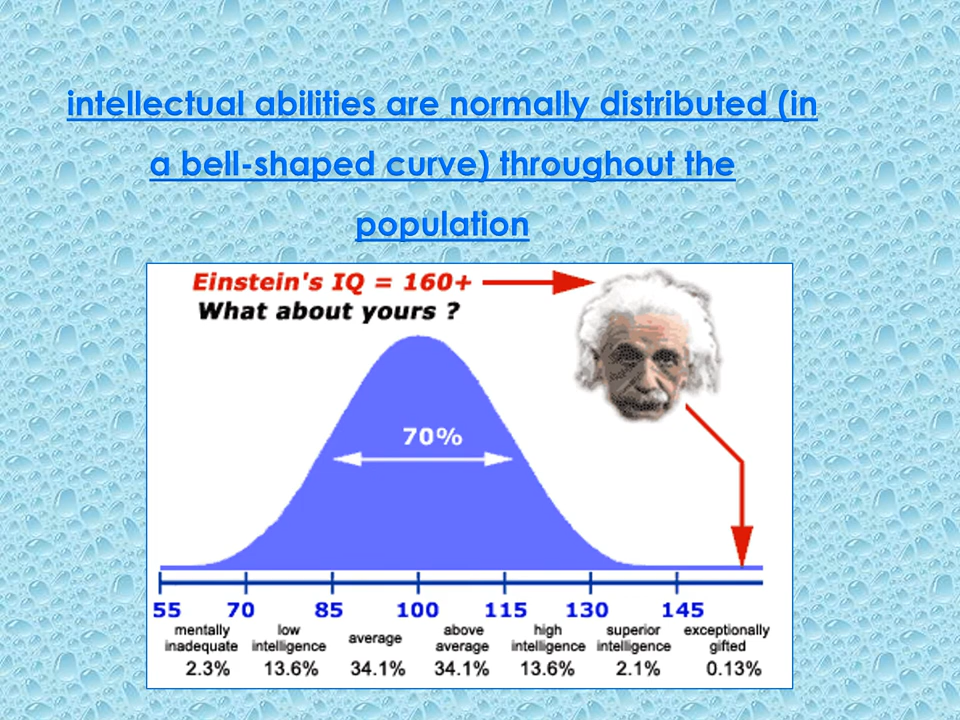 intellectual abilities are normally distributed (in
a bell-shaped curve) throughout the
population
Einstein's IQ = 160+
What about yours ?
70%
55 70 85 100 115 130 145
mentally inadequate low intelligence average above average high intelligence superior intelligence exceptionally gifted
2.3% 13.6% 34.1% 34.1% 13.6% 2.1% 0.13%